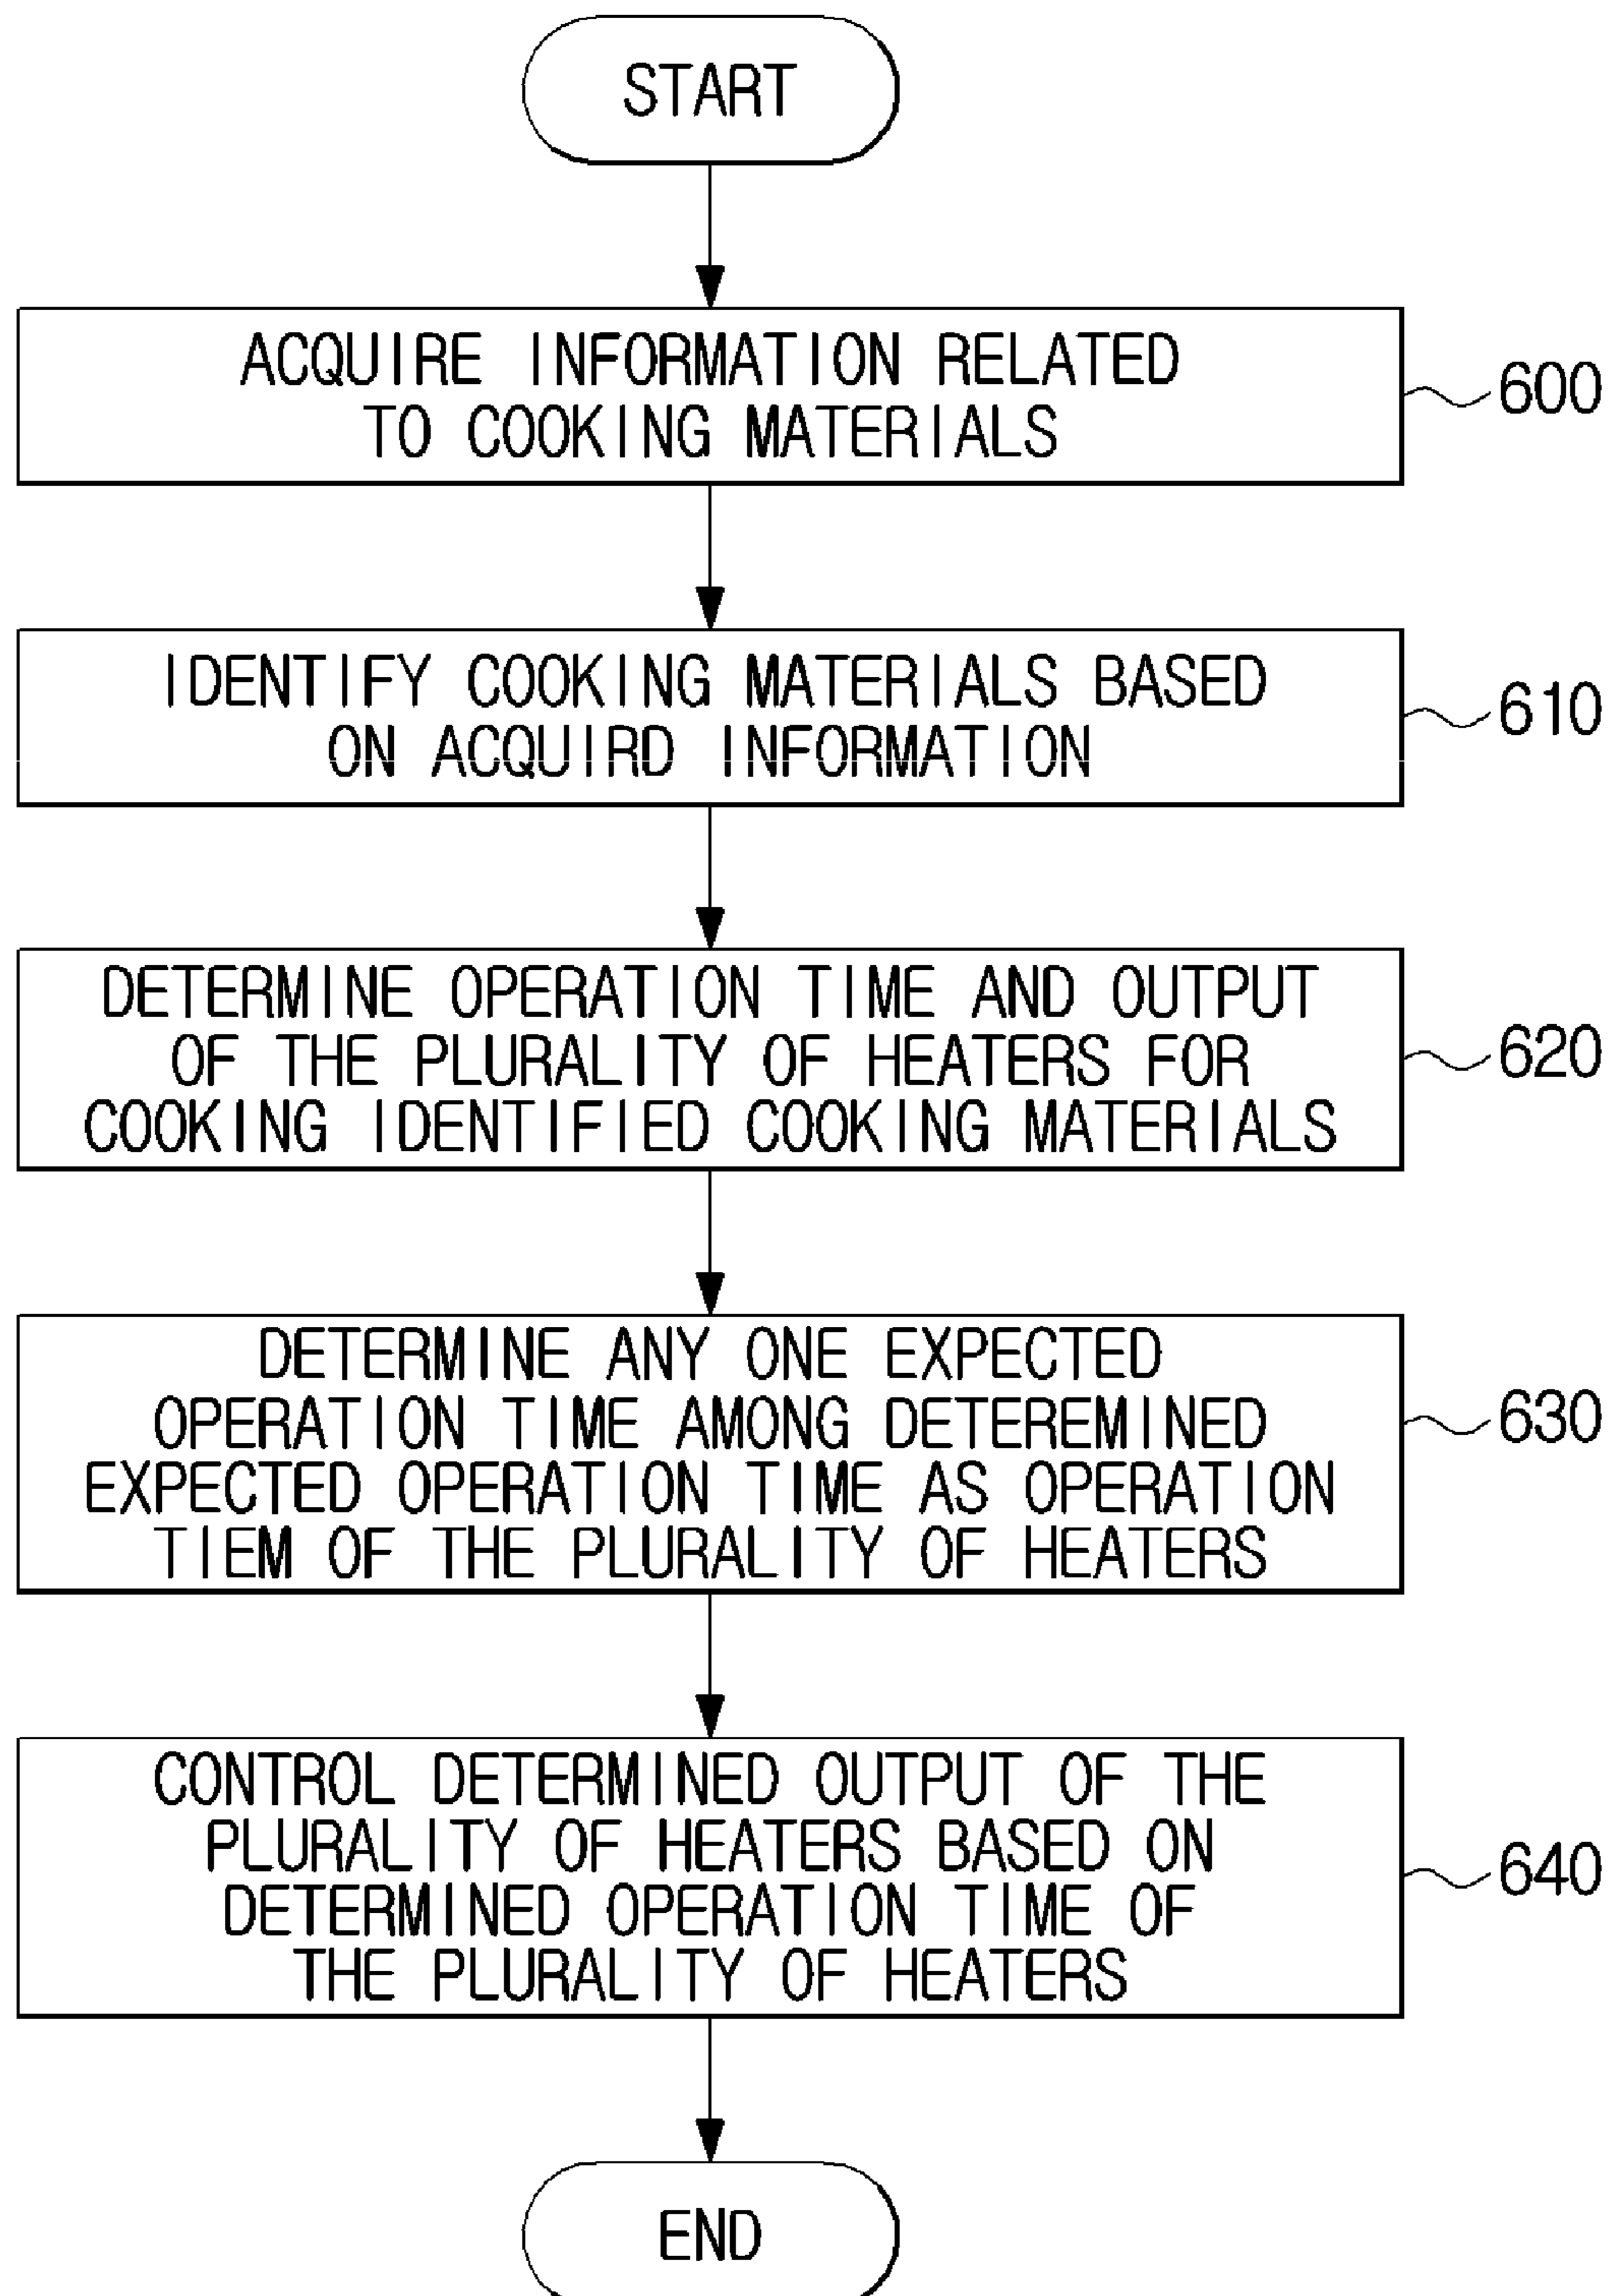 START
ACQUIRE INFORMATION RELATED
TO COOKING MATERIALS
600
IDENTIFY COOKING MATERIALS BASED
ON ACQUIRD INFORMATION
610
DETERMINE OPERATION TIME AND OUTPUT
OF THE PLURALITY OF HEATERS FOR
COOKING IDENTIFIED COOKING MATERIALS
620
DETERMINE ANY ONE EXPECTED
OPERATION TIME AMONG DETEREMINED
EXPECTED OPERATION TIME AS OPERATION
TIEM OF THE PLURALITY OF HEATERS
630
CONTROL DETERMINED OUTPUT OF THE
PLURALITY OF HEATERS BASED ON
DETERMINED OPERATION TIME OF
THE PLURALITY OF HEATERS
640
END